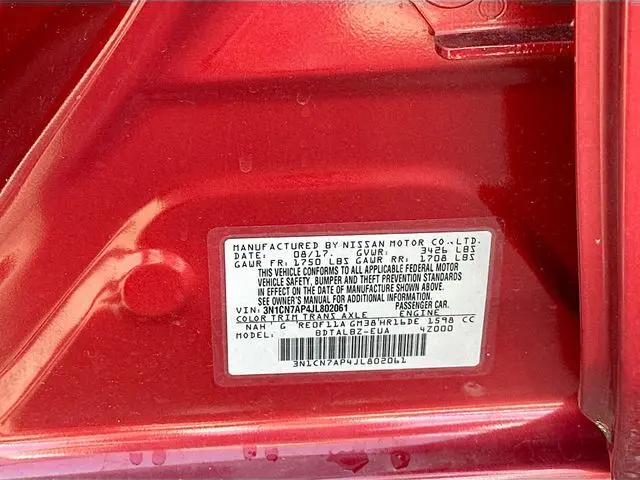 MANUFACTURED BY NISSAN MOTOR CO.,LTD.
DATE: 08/17. GVWR: 3426 LBS
GAWR FR: 1750 LBS GAWR RR: 1708 LBS
THIS VEHICLE CONFORMS TO ALL APPLICABLE FEDERAL MOTOR
VEHICLE SAFETY, BUMPER AND THEFT PREVENTION STANDARDS
IN EFFECT ON THE DATE OF MANUFACTURE SHOWN ABOVE.
SEE OWNER'S MANUAL FOR ADDITIONAL INFORMATION.
VIN: 3N1CN7AP4JL802061 PASSENGER CAR.
COLOR TRIM TRANS AXLE ENGINE
NAH G RE0F11A GM38 HR16DE 1598 CC
MODEL: BDTALBZ-EUA 4Z000
3N1CN7AP4JL802061